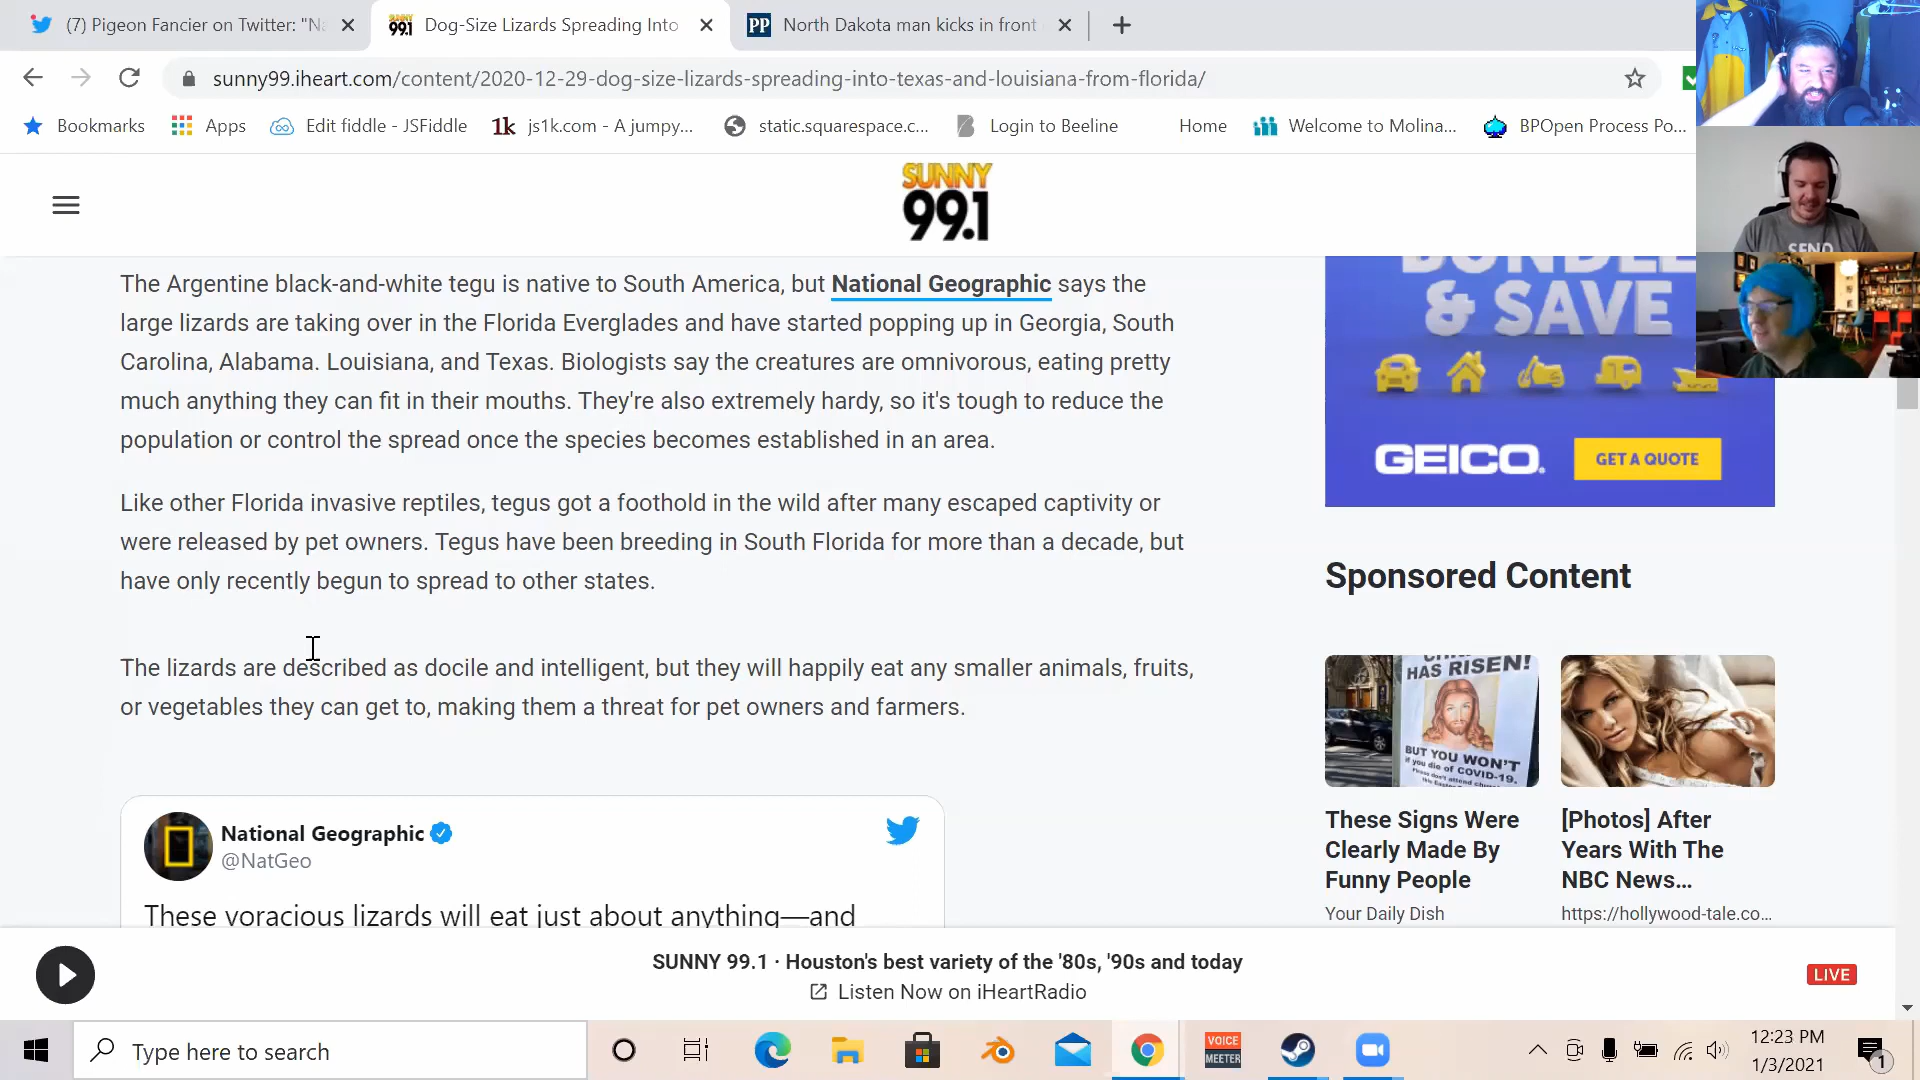 (7) Pigeon Fancier on Twitter: "Na
Dog-Size Lizards Spreading Into
PP
North Dakota man kicks in front
sunny99.iheart.com/content/2020-12-29-dog-size-lizards-spreading-into-texas-and-louisiana-from-florida/
Bookmarks
Apps
Edit fiddle - JSFiddle
1k js1k.com - A jumpy...
static.squarespace.c...
Login to Beeline
Home
Welcome to Molina...
BPOpen Process Po...
SUNNY
99.1
SEND
The Argentine black-and-white tegu is native to South America, but National Geographic says the
large lizards are taking over in the Florida Everglades and have started popping up in Georgia, South
Carolina, Alabama. Louisiana, and Texas. Biologists say the creatures are omnivorous, eating pretty
much anything they can fit in their mouths. They're also extremely hardy, so it's tough to reduce the
population or control the spread once the species becomes established in an area.
Like other Florida invasive reptiles, tegus got a foothold in the wild after many escaped captivity or
were released by pet owners. Tegus have been breeding in South Florida for more than a decade, but
have only recently begun to spread to other states.
The lizards are described as docile and intelligent, but they will happily eat any smaller animals, fruits,
or vegetables they can get to, making them a threat for pet owners and farmers.
National Geographic
@NatGeo
These voracious lizards will eat just about anything—and
BUNDLE
& SAVE
GEICO.
GET A QUOTE
Sponsored Content
HAS RISEN!
BUT YOU WON'T
if you die of COVID-19.
These Signs Were
Clearly Made By
Funny People
Your Daily Dish
[Photos] After
Years With The
NBC News...
https://hollywood-tale.co...
SUNNY 99.1 · Houston's best variety of the '80s, '90s and today
Listen Now on iHeartRadio
LIVE
Type here to search
VOICE
MEETER
12:23 PM
1/3/2021
1